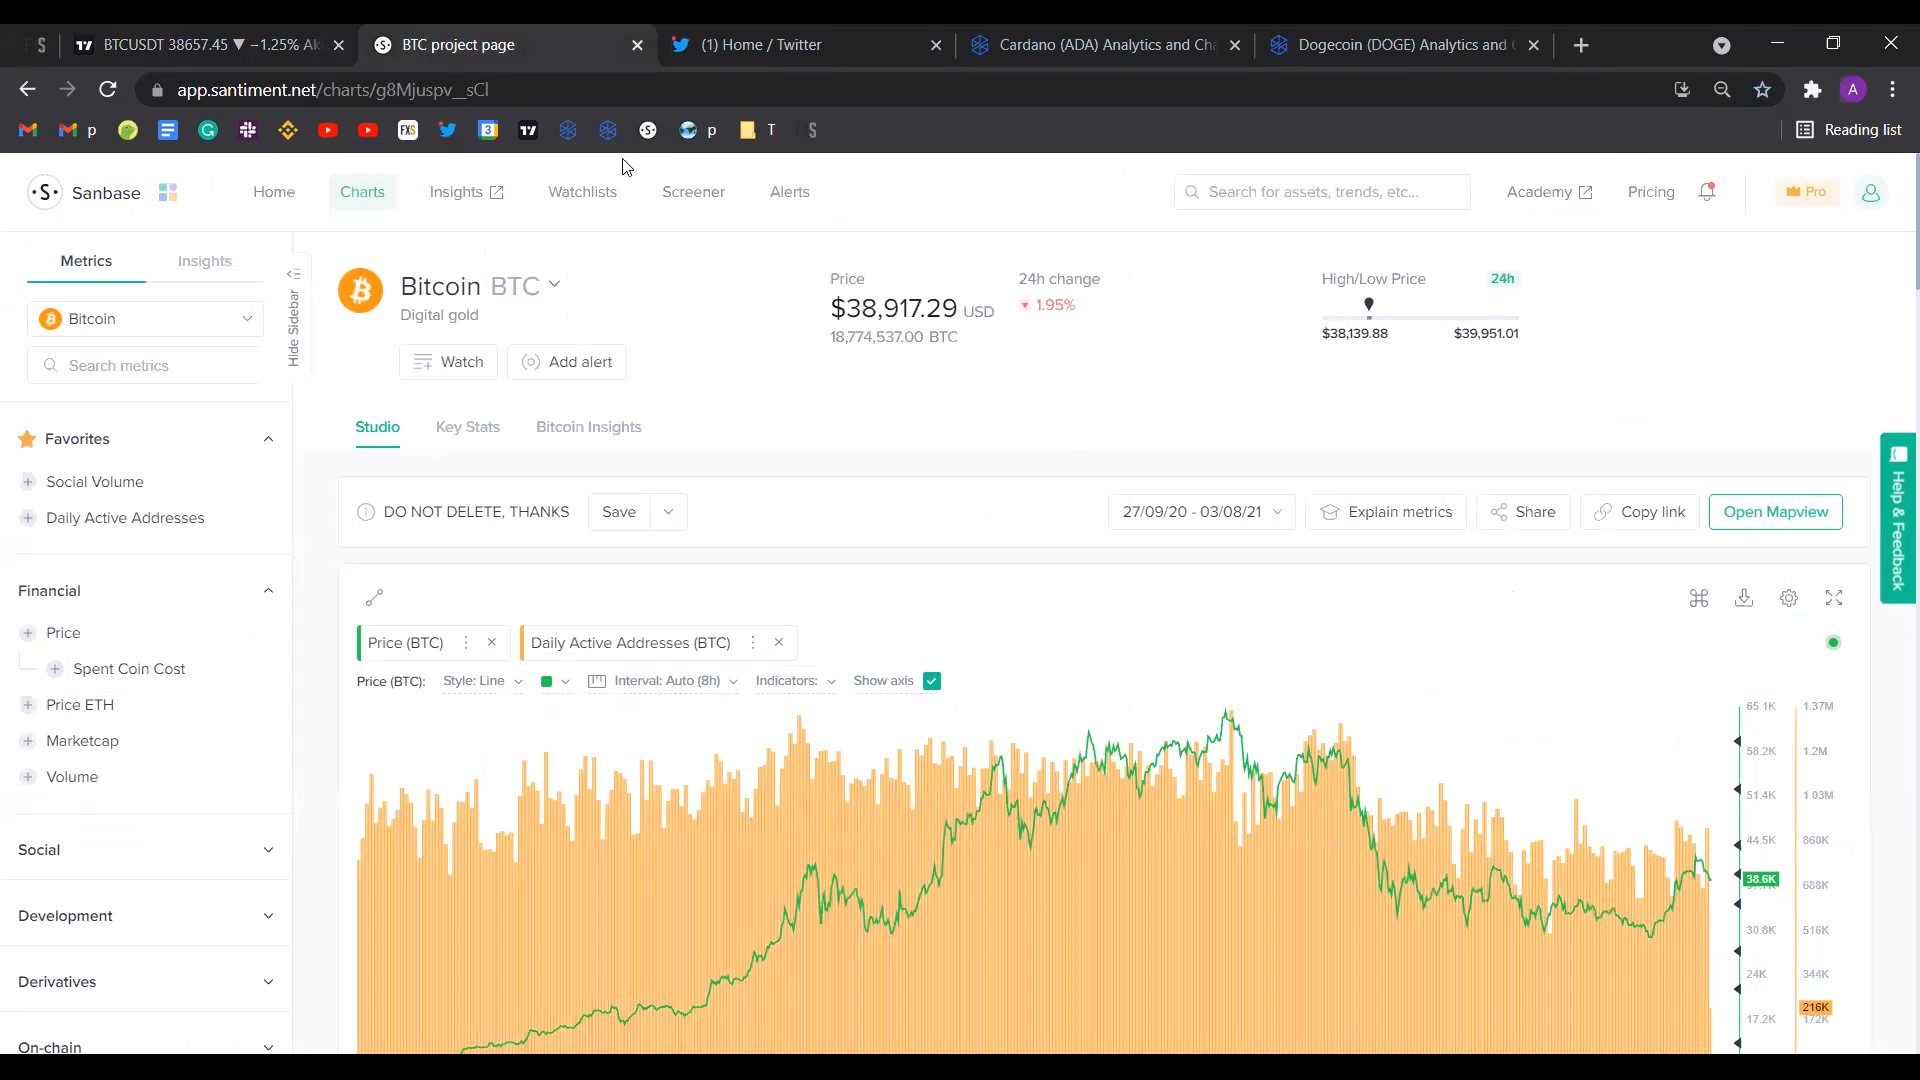 BTCUSDT 38657.45 ▼ −1.25% Ak
BTC project page
(1) Home / Twitter
Cardano (ADA) Analytics and Cha
Dogecoin (DOGE) Analytics and
app.santiment.net/charts/g8Mjuspv__sCl
A
p
FXS
3
p
T
Reading list
·S· Sanbase
Home
Charts
Insights
Watchlists
Screener
Alerts
Search for assets, trends, etc...
Academy
Pricing
Pro
Metrics
Insights
Bitcoin
Search metrics
Hide Sidebar
Favorites
Social Volume
Daily Active Addresses
Financial
Price
Spent Coin Cost
Price ETH
Marketcap
Volume
Social
Development
Derivatives
On-chain
Bitcoin BTC
Digital gold
Watch
Add alert
Price
$38,917.29 USD
18,774,537.00 BTC
24h change
1.95%
High/Low Price 24h
$38,139.88 $39,951.01
Studio
Key Stats
Bitcoin Insights
DO NOT DELETE, THANKS
Save
27/09/20 - 03/08/21
Explain metrics
Share
Copy link
Open Mapview
Help & Feedback
Price (BTC)
Daily Active Addresses (BTC)
Price (BTC): Style: Line Interval: Auto (8h) Indicators: Show axis
65.1K 1.37M
58.2K 1.2M
51.4K 1.03M
44.5K 860K
38.6K 688K
30.8K 516K
24K 344K
216K
17.2K 172K